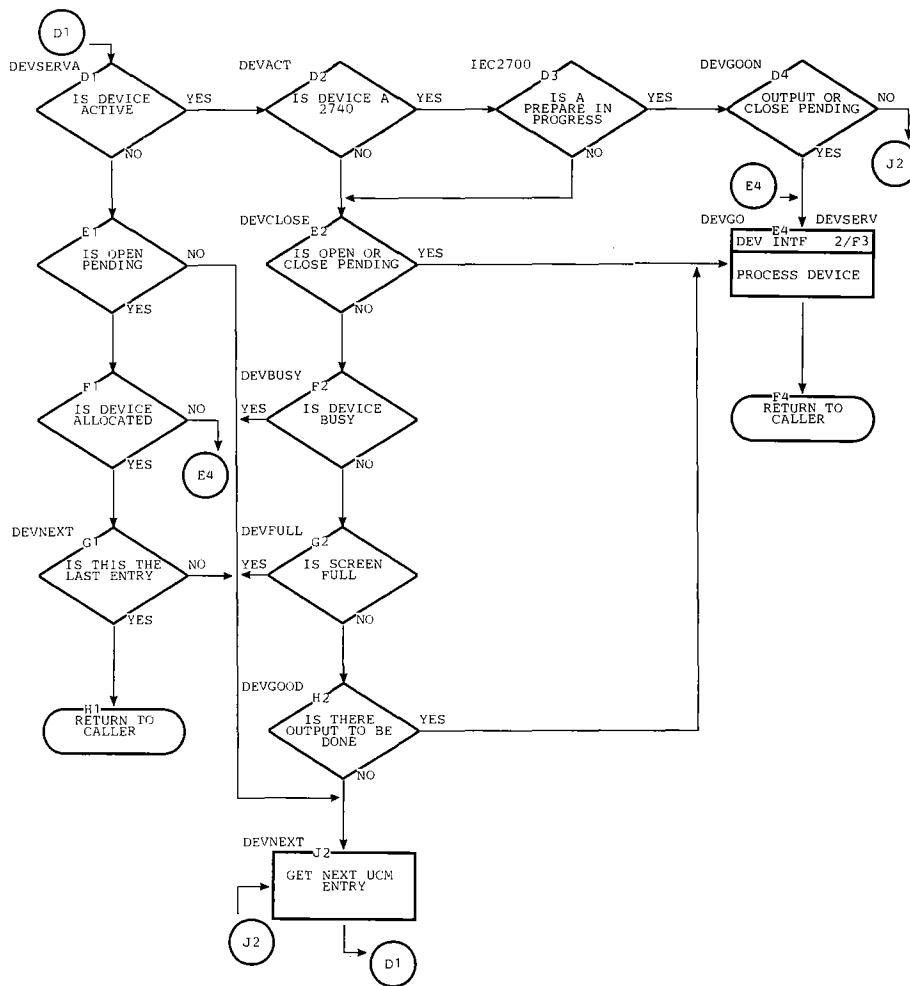 D1
DEVSERVA
D1
IS DEVICE
ACTIVE
YES
NO
DEVACT
D2
IS DEVICE A
2740
YES
NO
IEC2700
D3
IS A
PREPARE IN
PROGRESS
YES
NO
DEVGOON
D4
OUTPUT OR
CLOSE PENDING
NO
YES
J2
E4
E1
IS OPEN
PENDING
NO
YES
DEVCLOSE
E2
IS OPEN OR
CLOSE PENDING
YES
NO
DEVGO
DEVSERV
E4
DEV INTF 2/F3
PROCESS DEVICE
F1
IS DEVICE
ALLOCATED
NO
YES
E4
DEVBUSY
F2
YES
IS DEVICE
BUSY
NO
F4
RETURN TO
CALLER
DEVNEXT
G1
IS THIS THE
LAST ENTRY
NO
YES
DEVFULL
G2
YES
IS SCREEN
FULL
NO
H1
RETURN TO
CALLER
DEVGOOD
H2
IS THERE
OUTPUT TO BE
DONE
YES
NO
DEVNEXT
J2
GET NEXT UCM
ENTRY
J2
D1